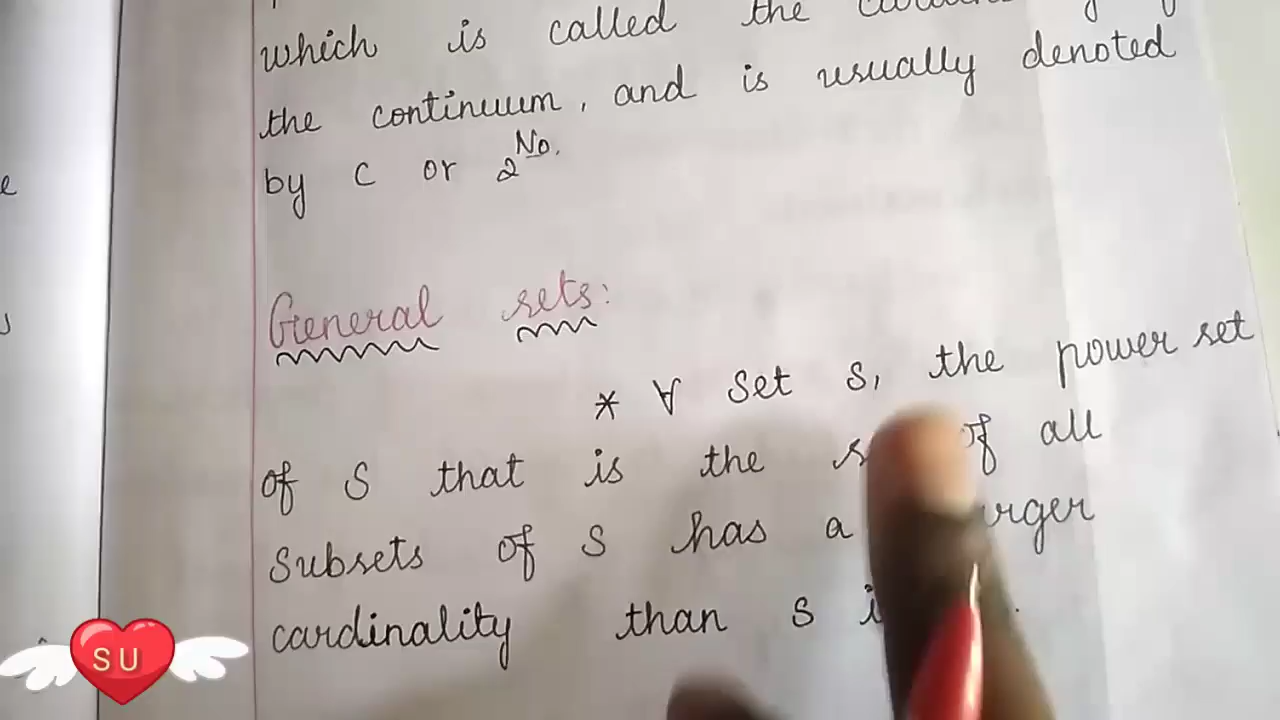 which is called the
the continuum, and is usually denoted
by C or 2^No.
General sets:
* ∀ Set S, the power set
of S that is the of all
Subsets of S has a
cardinality than S
SU